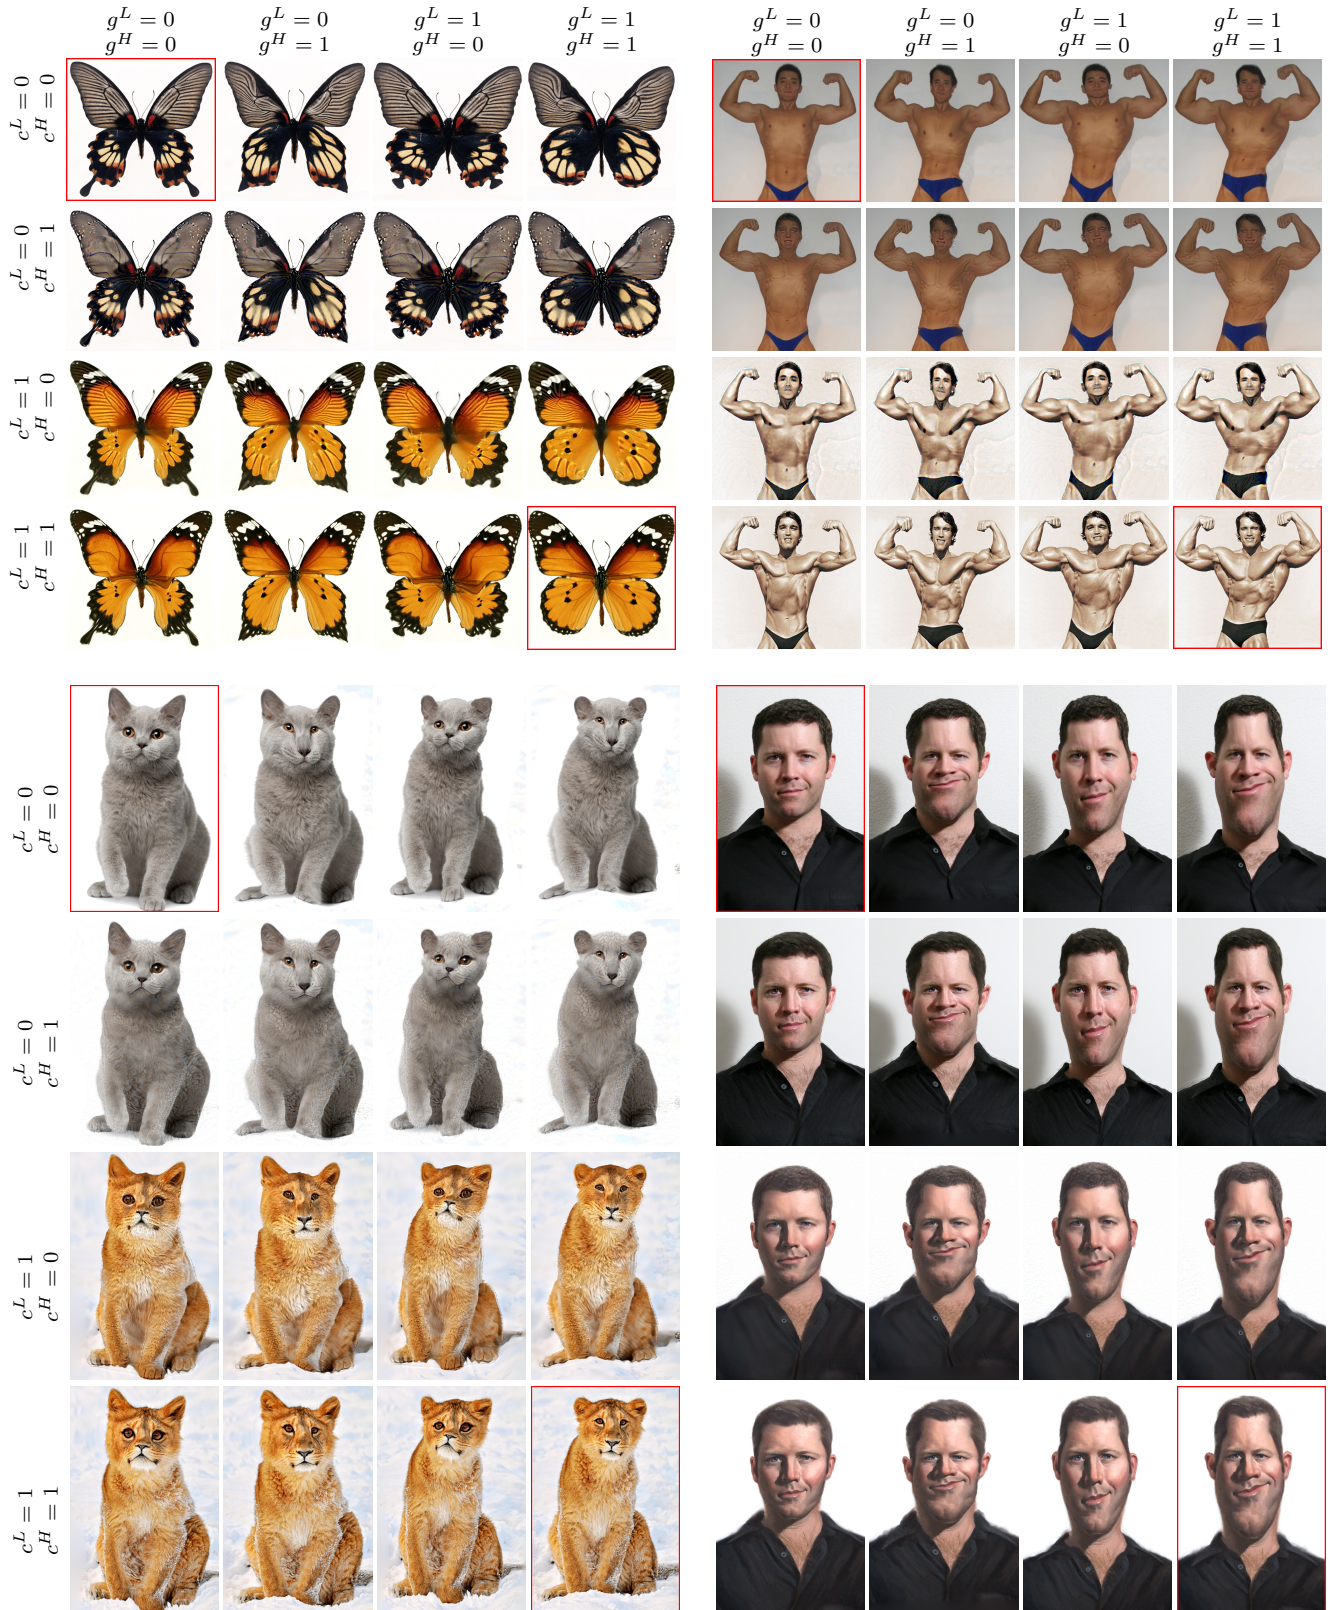 g^L = 0
g^H = 0
g^L = 0
g^H = 1
g^L = 1
g^H = 0
g^L = 1
g^H = 1
g^L = 0
g^H = 0
g^L = 0
g^H = 1
g^L = 1
g^H = 0
g^L = 1
g^H = 1
c^L = 0
c^H = 0
c^L = 0
c^H = 1
c^L = 1
c^H = 0
c^L = 1
c^H = 1
c^L = 0
c^H = 0
c^L = 0
c^H = 1
c^L = 1
c^H = 0
c^L = 1
c^H = 1